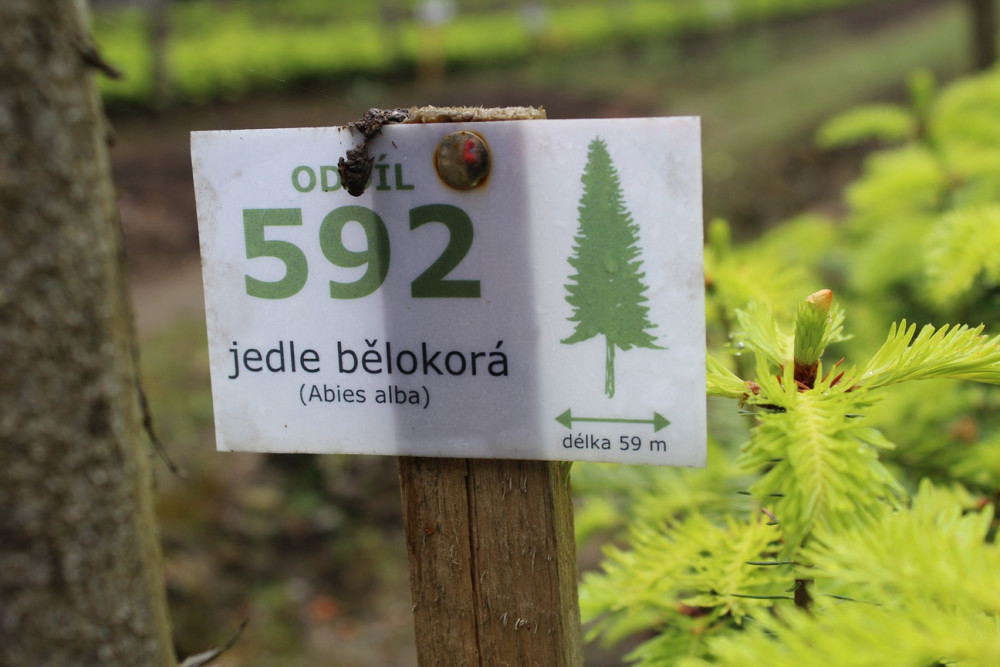 592
jedle bělokorá
(Abies alba)
délka 59 m